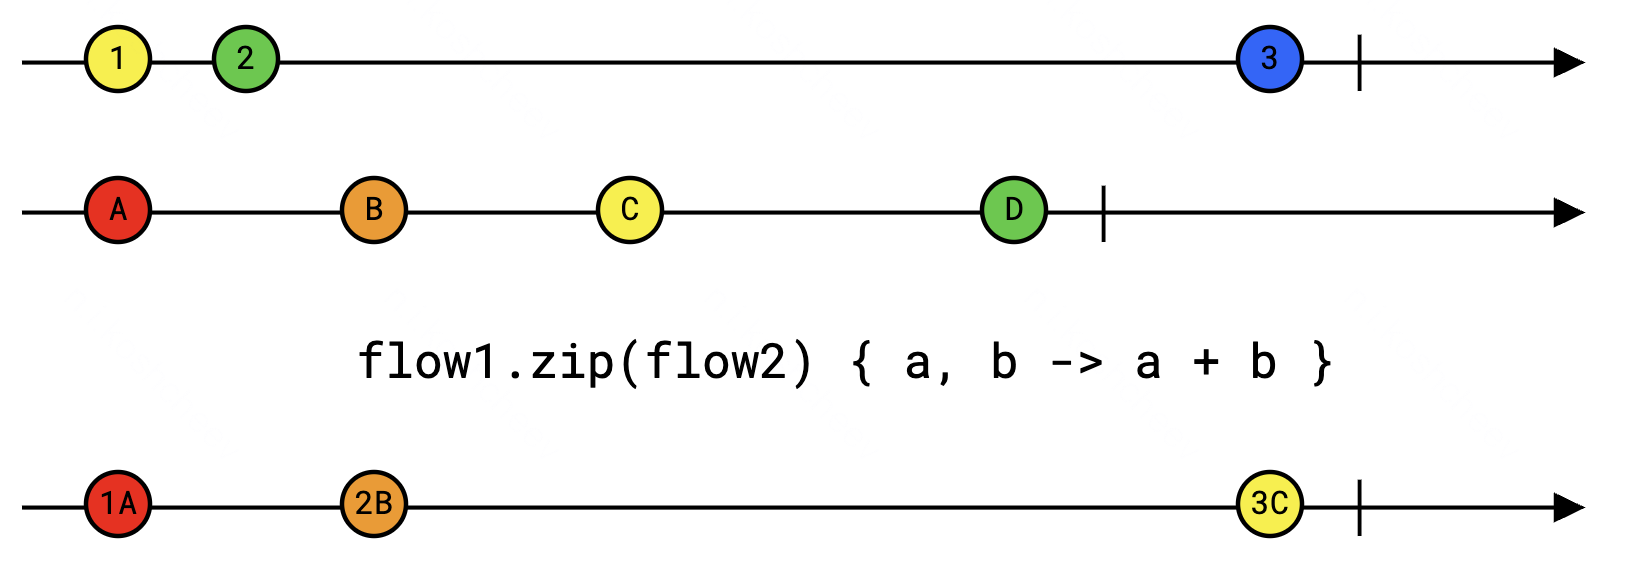 1 2 3
A B C D
flow1.zip(flow2) { a, b -> a + b }
1A 2B 3C